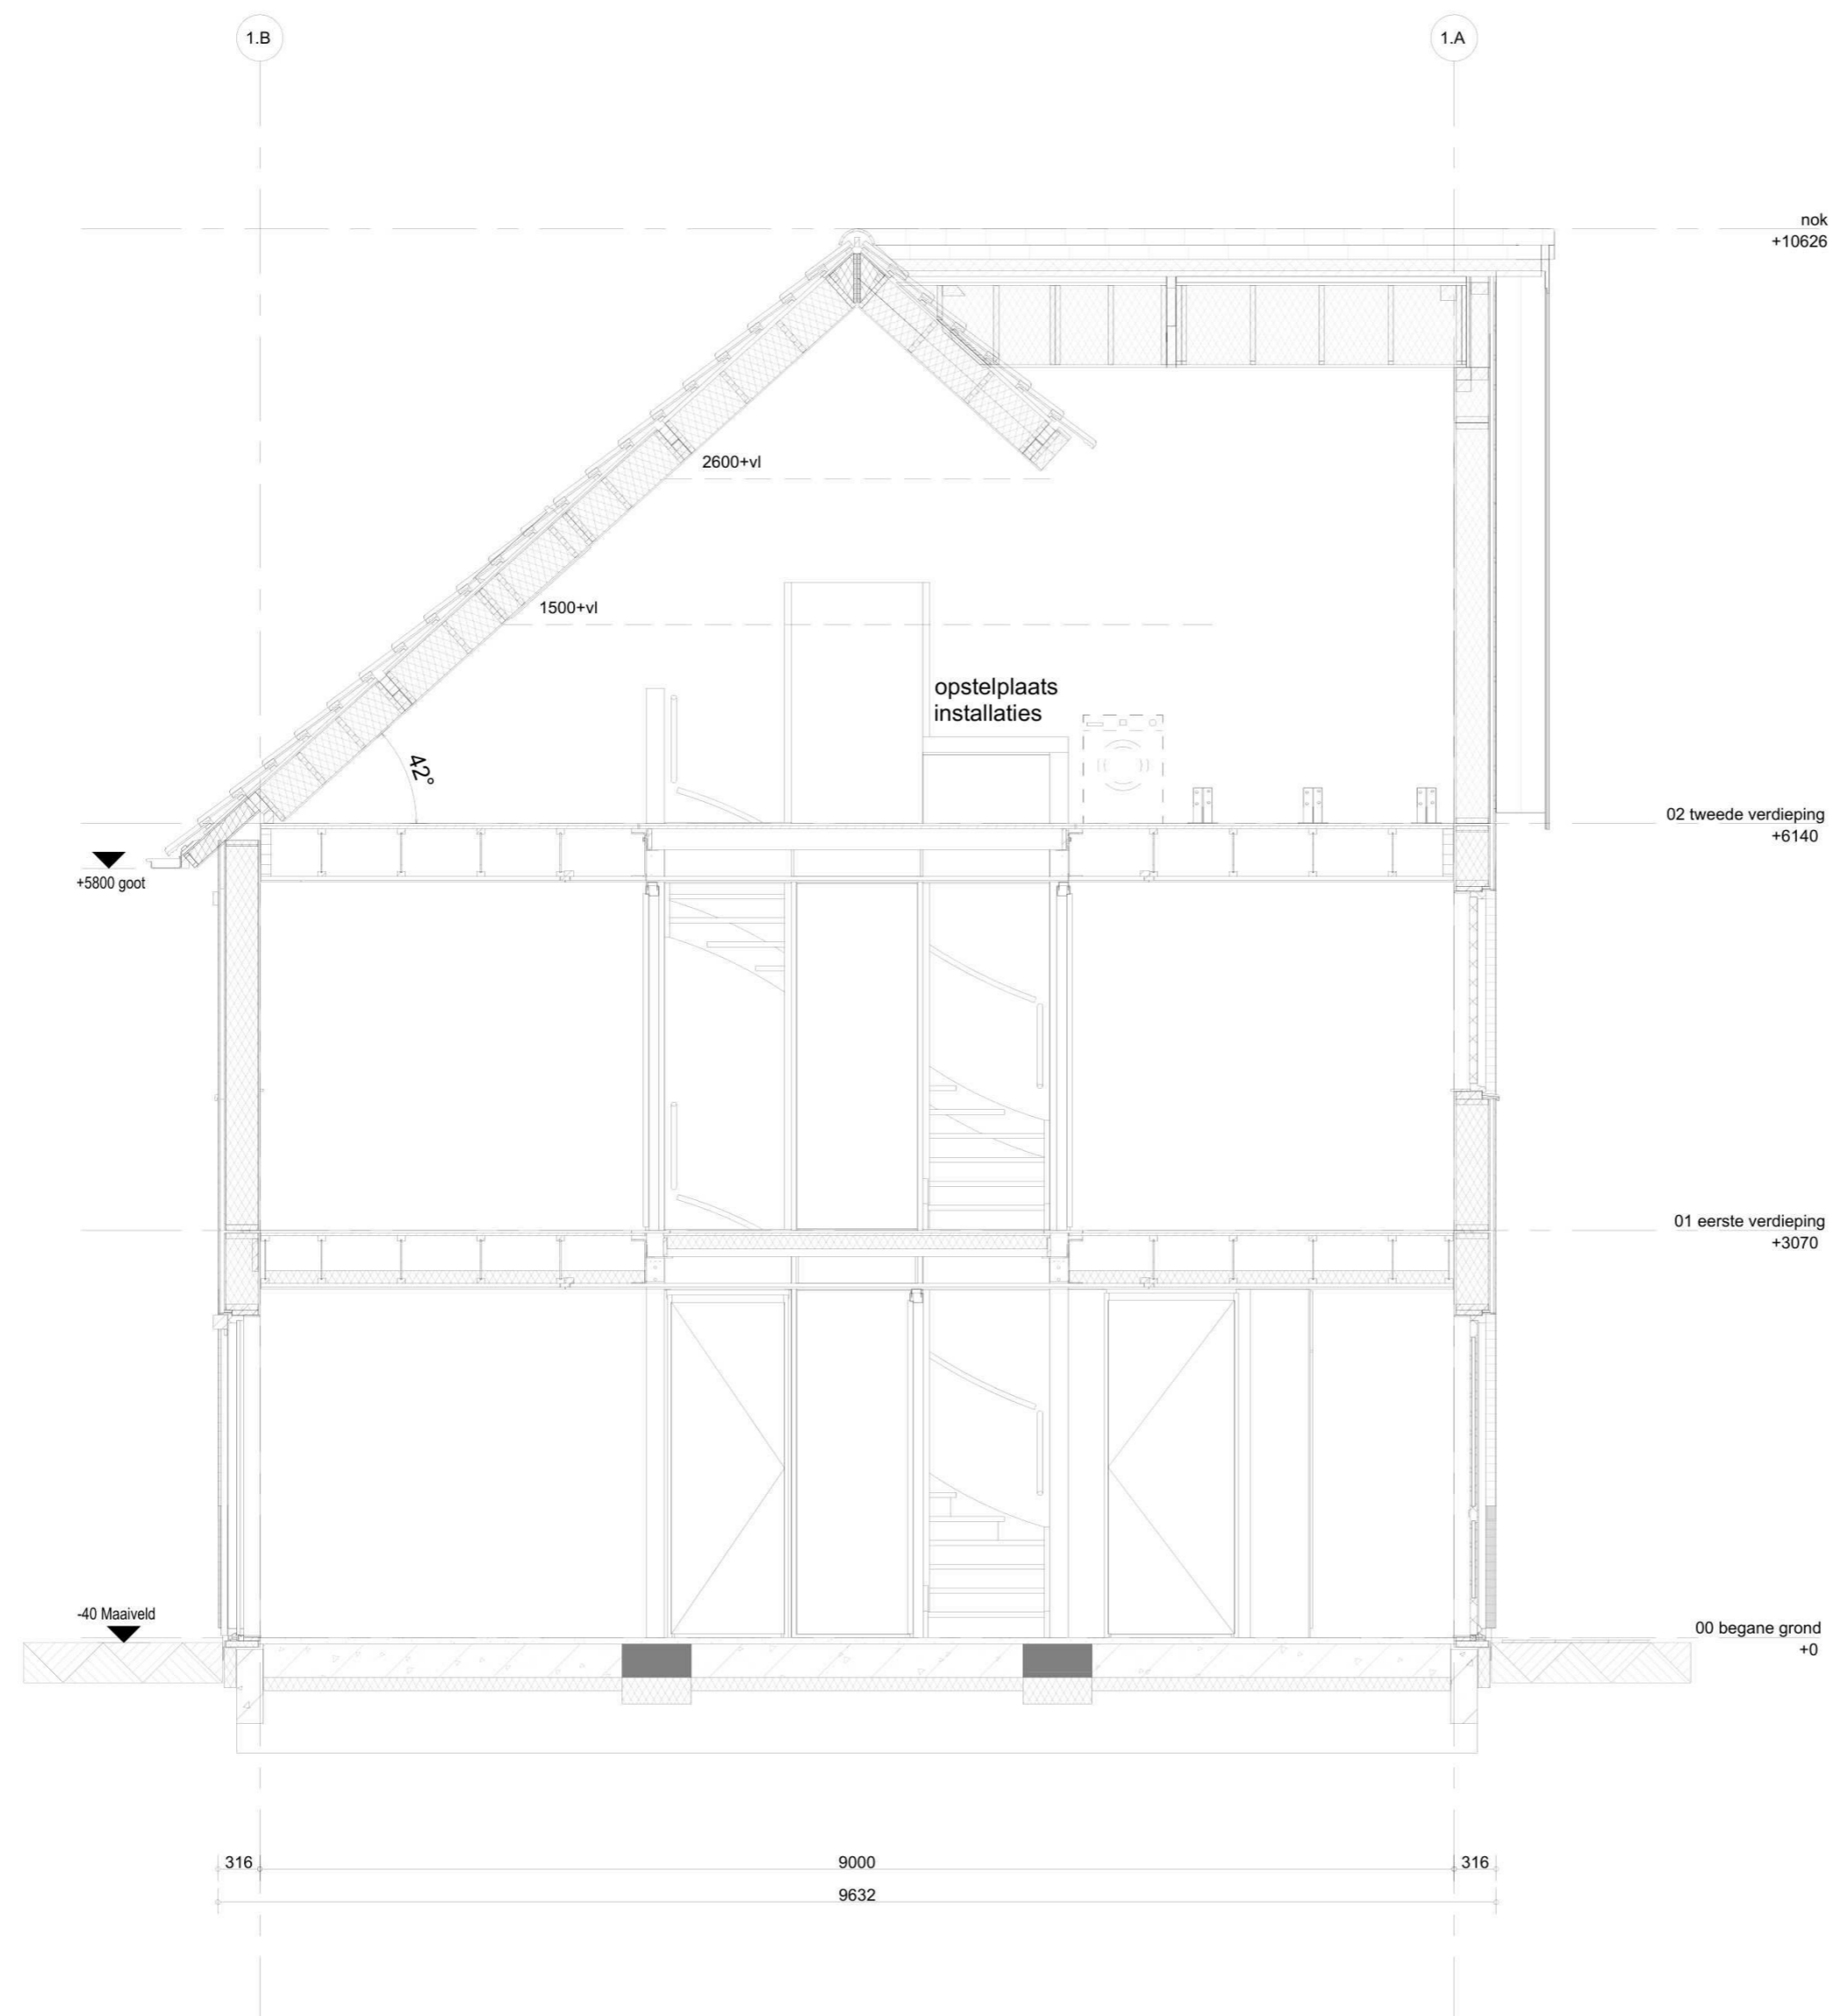 1.B
1.A
nok
+10626
2600+vl
1500+vl
opstelplaats
installaties
42°
02 tweede verdieping
+6140
+5800 goot
01 eerste verdieping
+3070
-40 Maaiveld
00 begane grond
+0
316
9000
316
9632